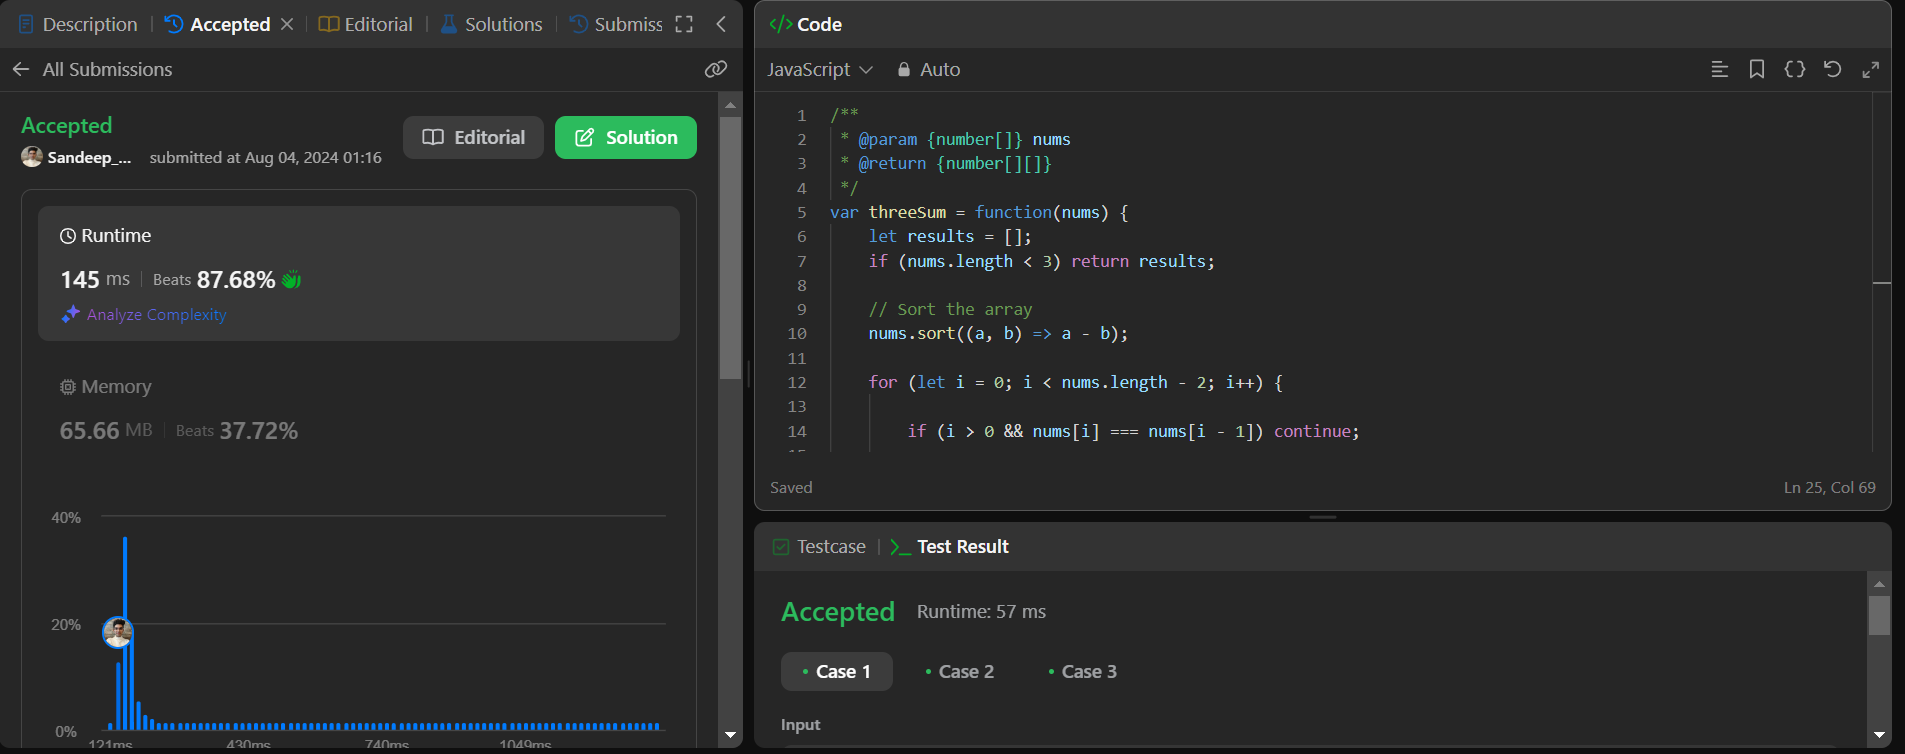 Description
Accepted
Editorial
Solutions
Submiss
All Submissions
Accepted
Sandeep_... submitted at Aug 04, 2024 01:16
Editorial
Solution
Runtime
145 ms Beats 87.68%
Analyze Complexity
Memory
65.66 MB Beats 37.72%
40%
20%
0%
121ms 430ms 740ms 1049ms
</> Code
JavaScript Auto
1 /**
2 * @param {number[]} nums
3 * @return {number[][]}
4 */
5 var threeSum = function(nums) {
6 let results = [];
7 if (nums.length < 3) return results;
8
9 // Sort the array
10 nums.sort((a, b) => a - b);
11
12 for (let i = 0; i < nums.length - 2; i++) {
13
14 if (i > 0 && nums[i] === nums[i - 1]) continue;
Saved
Ln 25, Col 69
Testcase
Test Result
Accepted Runtime: 57 ms
Case 1
Case 2
Case 3
Input